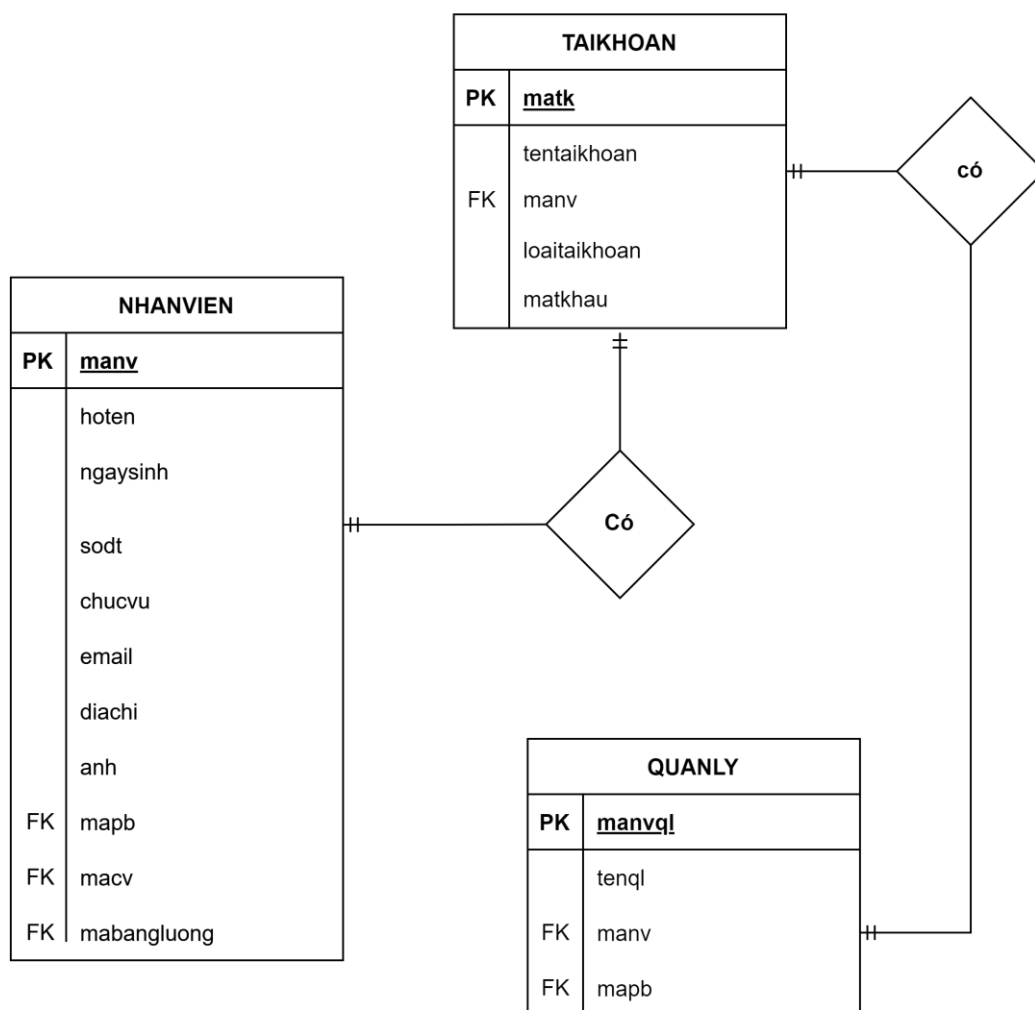 TAIKHOAN
PK matk
tentaikhoan
FK manv
loaitaikhoan
matkhau
có
NHANVIEN
PK manv
hoten
ngaysinh
sodt
chucvu
email
diachi
anh
FK mapb
FK macv
FK mabangluong
Có
QUANLY
PK manvql
tenql
FK manv
FK mapb